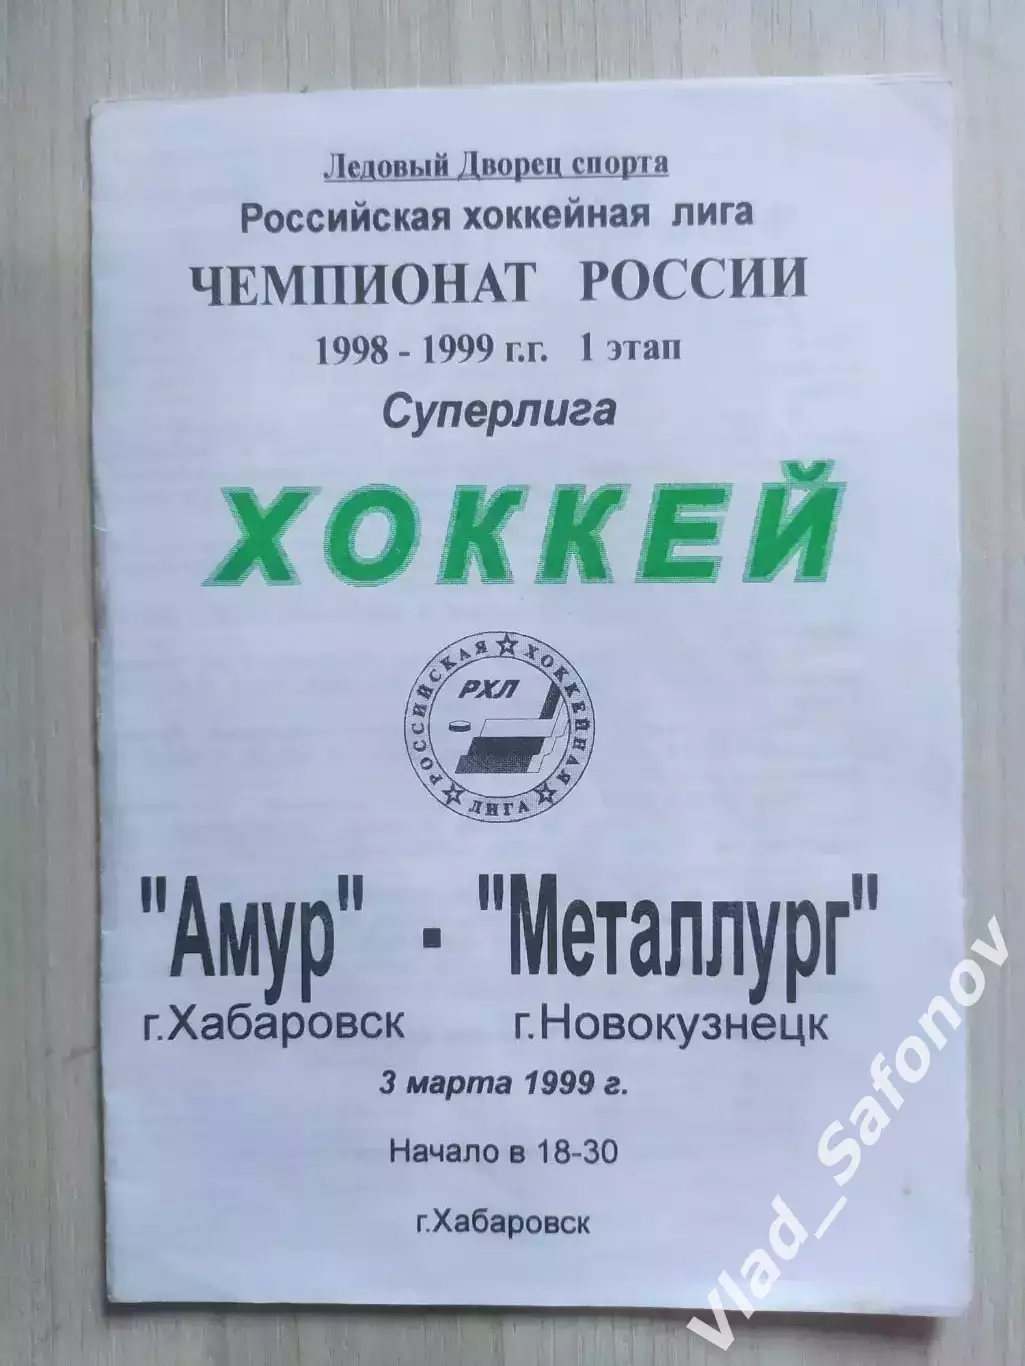 Ледовый Дворец спорта
Российская хоккейная лига
ЧЕМПИОНАТ РОССИИ
1998 - 1999 г.г. 1 этап
Суперлига
ХОККЕЙ
РОССИЙСКАЯ ХОККЕЙНАЯ ЛИГА
РХЛ
"Амур" - "Металлург"
г.Хабаровск г.Новокузнецк
3 марта 1999 г.
Начало в 18-30
г.Хабаровск
Vlad_Safonov